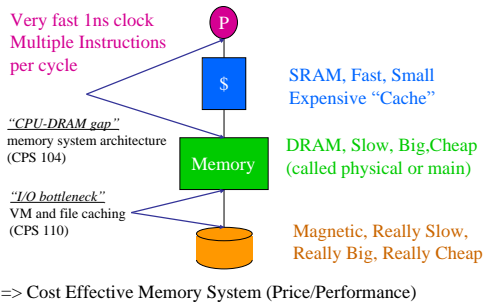 Very fast 1ns clock
Multiple Instructions
per cycle
P
$
SRAM, Fast, Small
Expensive “Cache”
“CPU-DRAM gap”
memory system architecture
(CPS 104)
Memory
DRAM, Slow, Big,Cheap
(called physical or main)
“I/O bottleneck”
VM and file caching
(CPS 110)
Magnetic, Really Slow,
Really Big, Really Cheap
=> Cost Effective Memory System (Price/Performance)